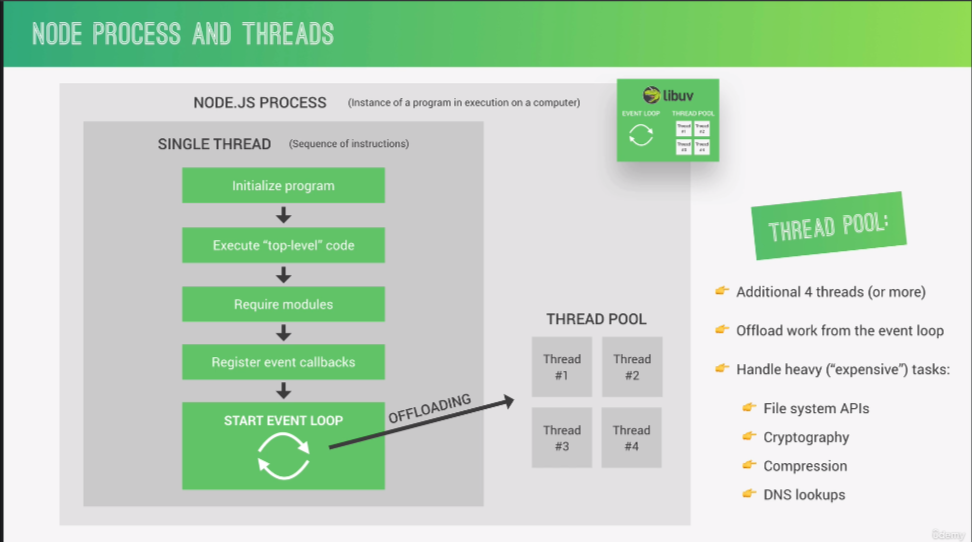 NODE PROCESS AND THREADS
NODE.JS PROCESS (Instance of a program in execution on a computer)
SINGLE THREAD (Sequence of instructions)
Initialize program
Execute “top-level” code
Require modules
Register event callbacks
START EVENT LOOP
OFFLOADING
THREAD POOL
Thread #1
Thread #2
Thread #3
Thread #4
libuv
EVENT LOOP
THREAD POOL
Thread #1
Thread #2
Thread #3
Thread #4
THREAD POOL:
Additional 4 threads (or more)
Offload work from the event loop
Handle heavy (“expensive”) tasks:
File system APIs
Cryptography
Compression
DNS lookups
Udemy